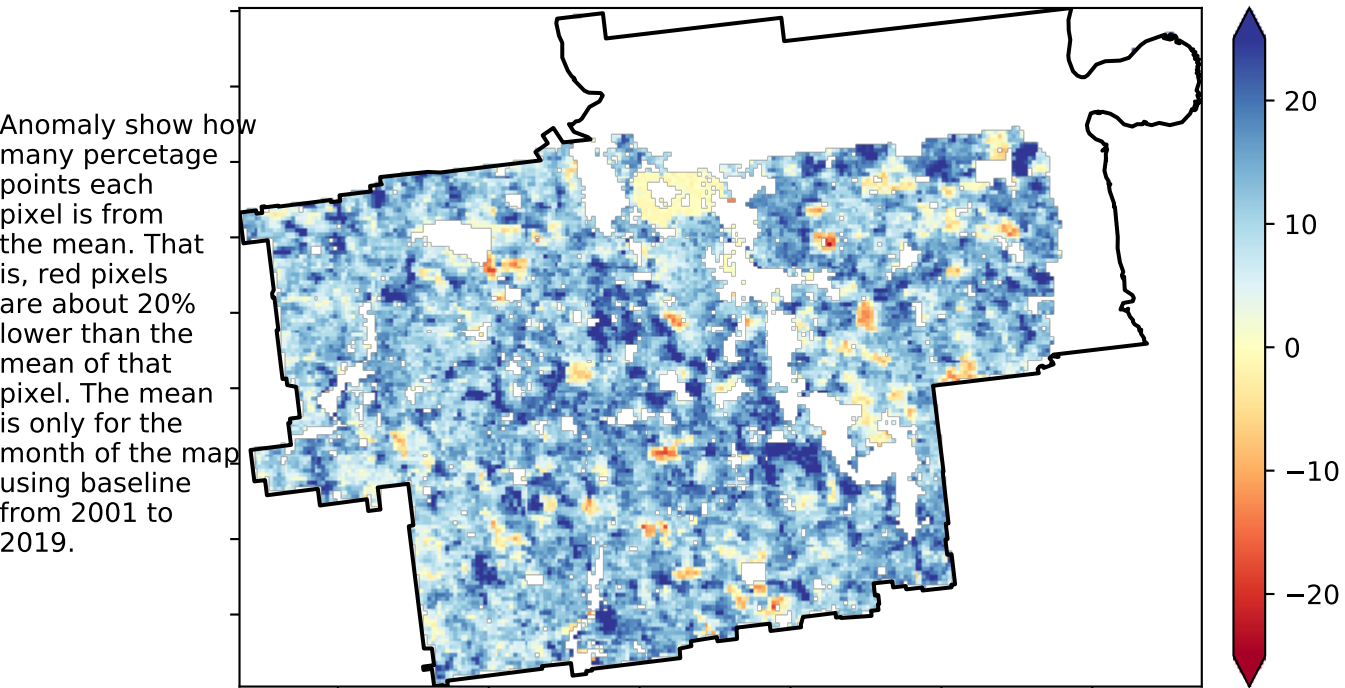 Anomaly show how
many percetage
points each
pixel is from
the mean. That
is, red pixels
are about 20%
lower than the
mean of that
pixel. The mean
is only for the
month of the map
using baseline
from 2001 to
2019.
20
10
0
−10
−20